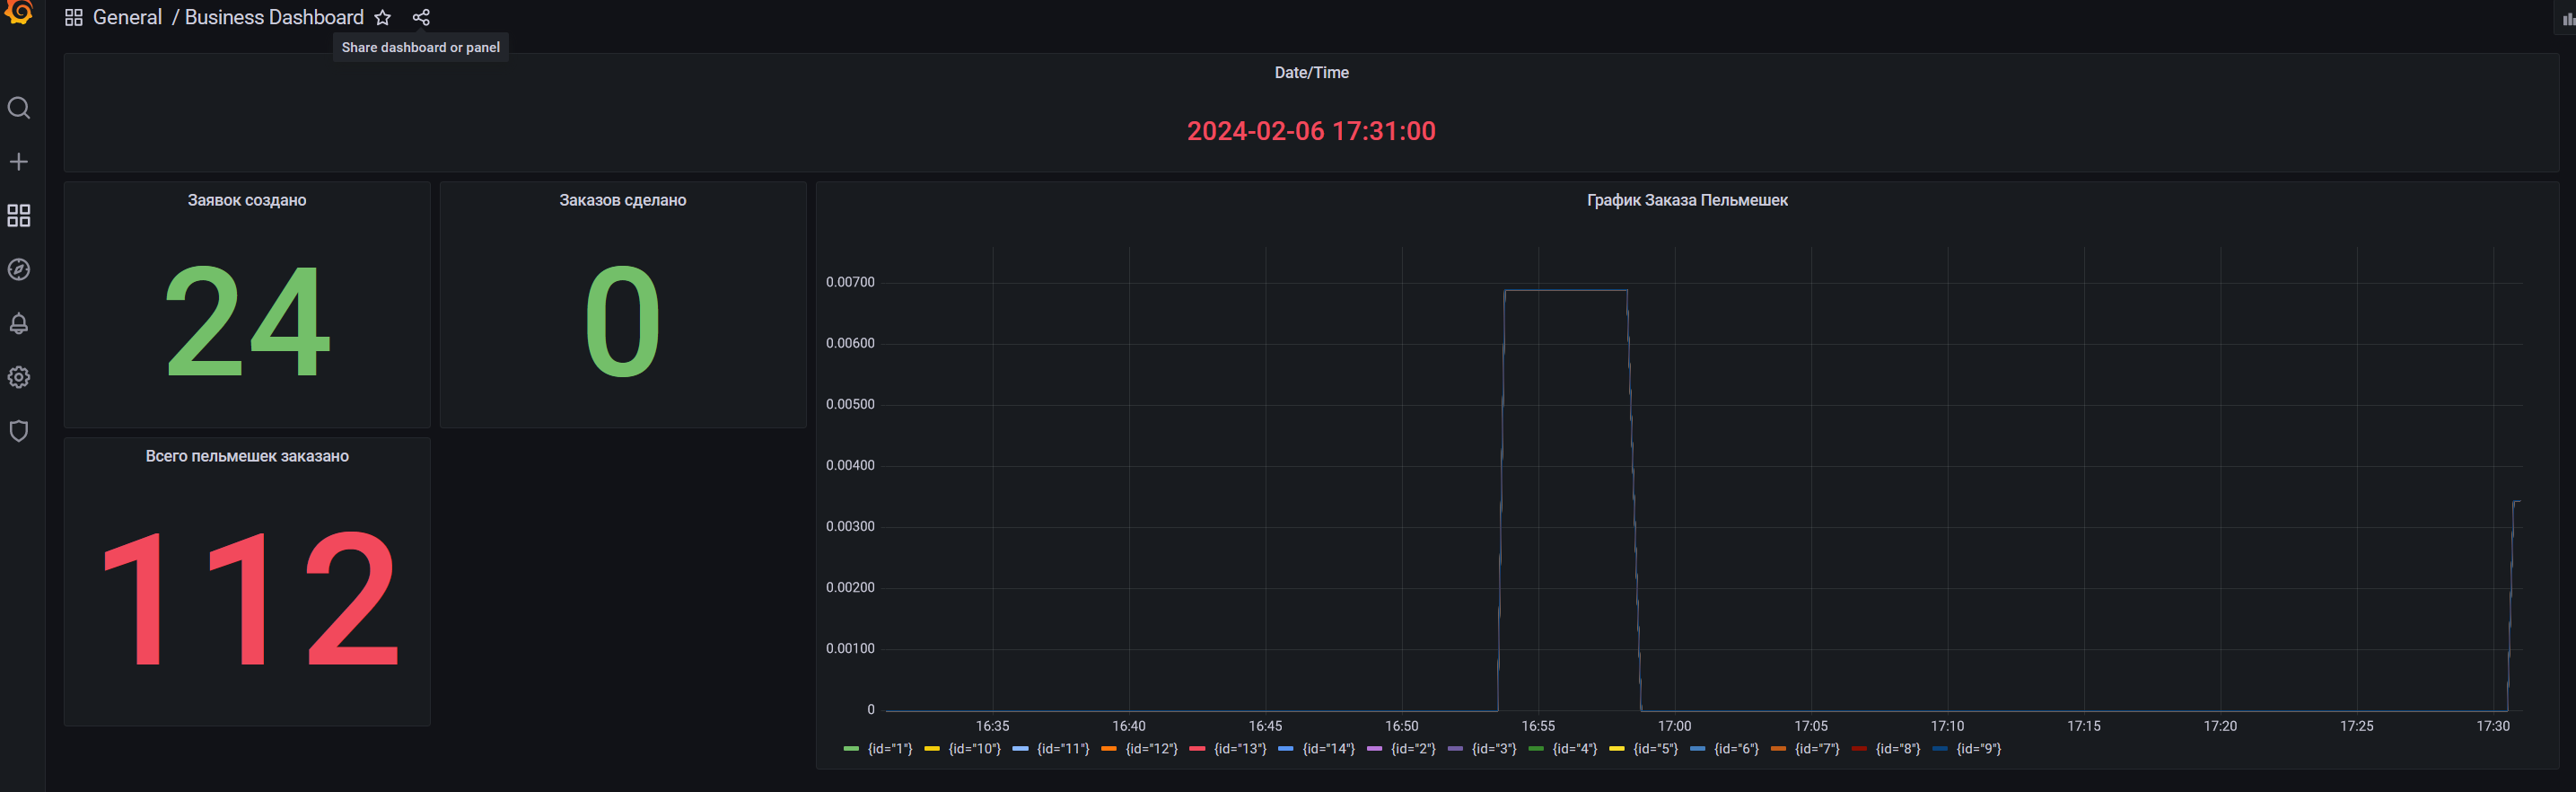 General / Business Dashboard
Share dashboard or panel
Date/Time
2024-02-06 17:31:00
Заявок создано
24
Заказов сделано
0
Всего пельмешек заказано
112
График Заказа Пельмешек
0.00700
0.00600
0.00500
0.00400
0.00300
0.00200
0.00100
0
16:35 16:40 16:45 16:50 16:55 17:00 17:05 17:10 17:15 17:20 17:25 17:30
{id="1"} {id="10"} {id="11"} {id="12"} {id="13"} {id="14"} {id="2"} {id="3"} {id="4"} {id="5"} {id="6"} {id="7"} {id="8"} {id="9"}